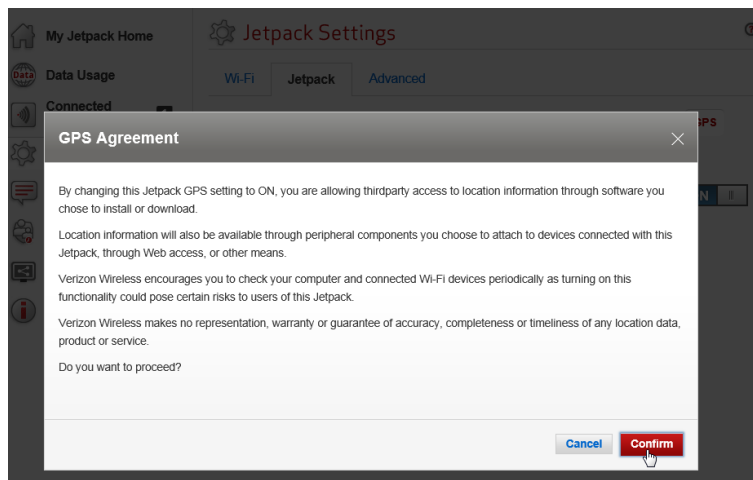 My Jetpack Home
Jetpack Settings
Data
Data Usage
Wi-Fi
Jetpack
Advanced
Connected
GPS
GPS Agreement
By changing this Jetpack GPS setting to ON, you are allowing thirdparty access to location information through software you
chose to install or download.
Location information will also be available through peripheral components you choose to attach to devices connected with this
Jetpack, through Web access, or other means.
Verizon Wireless encourages you to check your computer and connected Wi-Fi devices periodically as turning on this
functionality could pose certain risks to users of this Jetpack.
Verizon Wireless makes no representation, warranty or guarantee of accuracy, completeness or timeliness of any location data,
product or service.
Do you want to proceed?
Cancel
Confirm